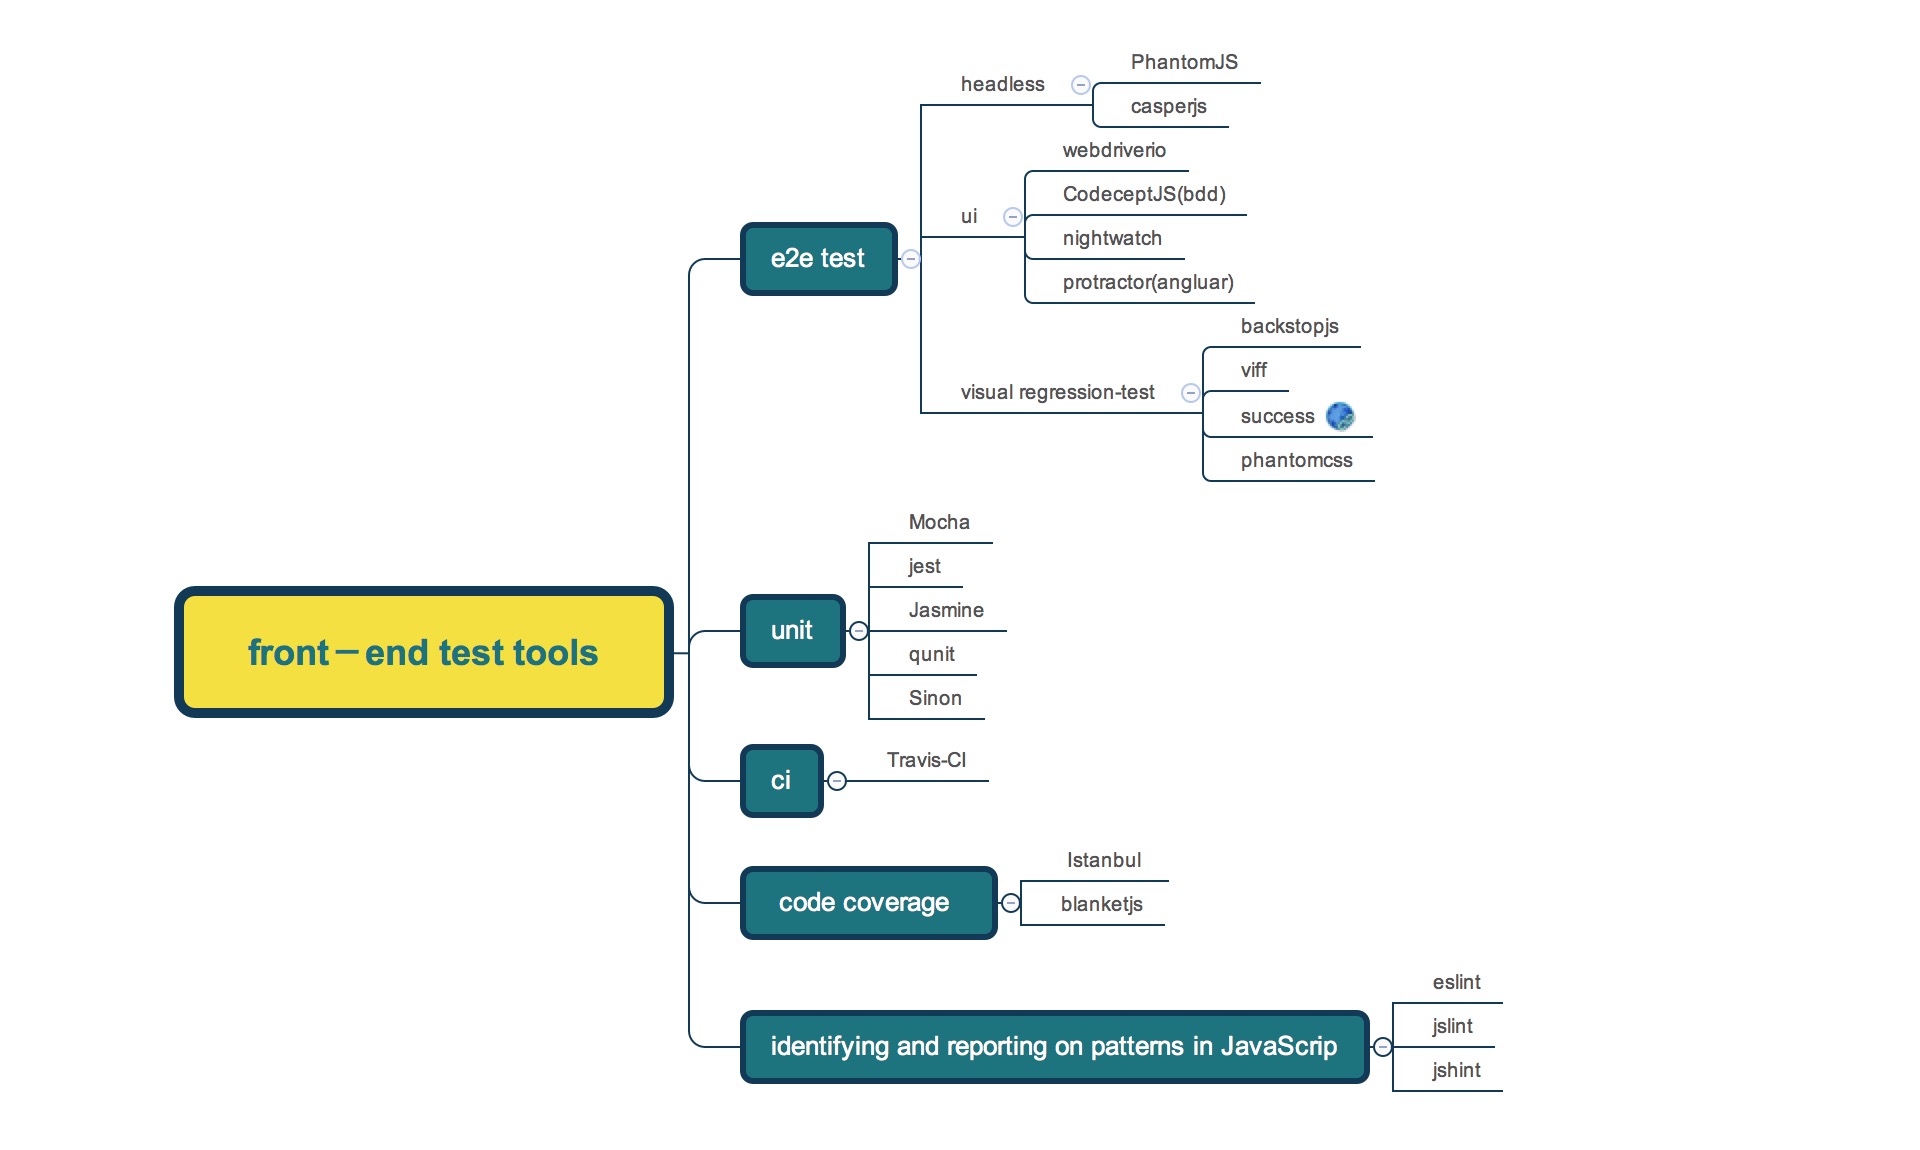 front－end test tools
e2e test
headless
PhantomJS
casperjs
ui
webdriverio
CodeceptJS(bdd)
nightwatch
protractor(angluar)
visual regression-test
backstopjs
viff
success
phantomcss
unit
Mocha
jest
Jasmine
qunit
Sinon
ci
Travis-CI
code coverage
Istanbul
blanketjs
identifying and reporting on patterns in JavaScrip
eslint
jslint
jshint